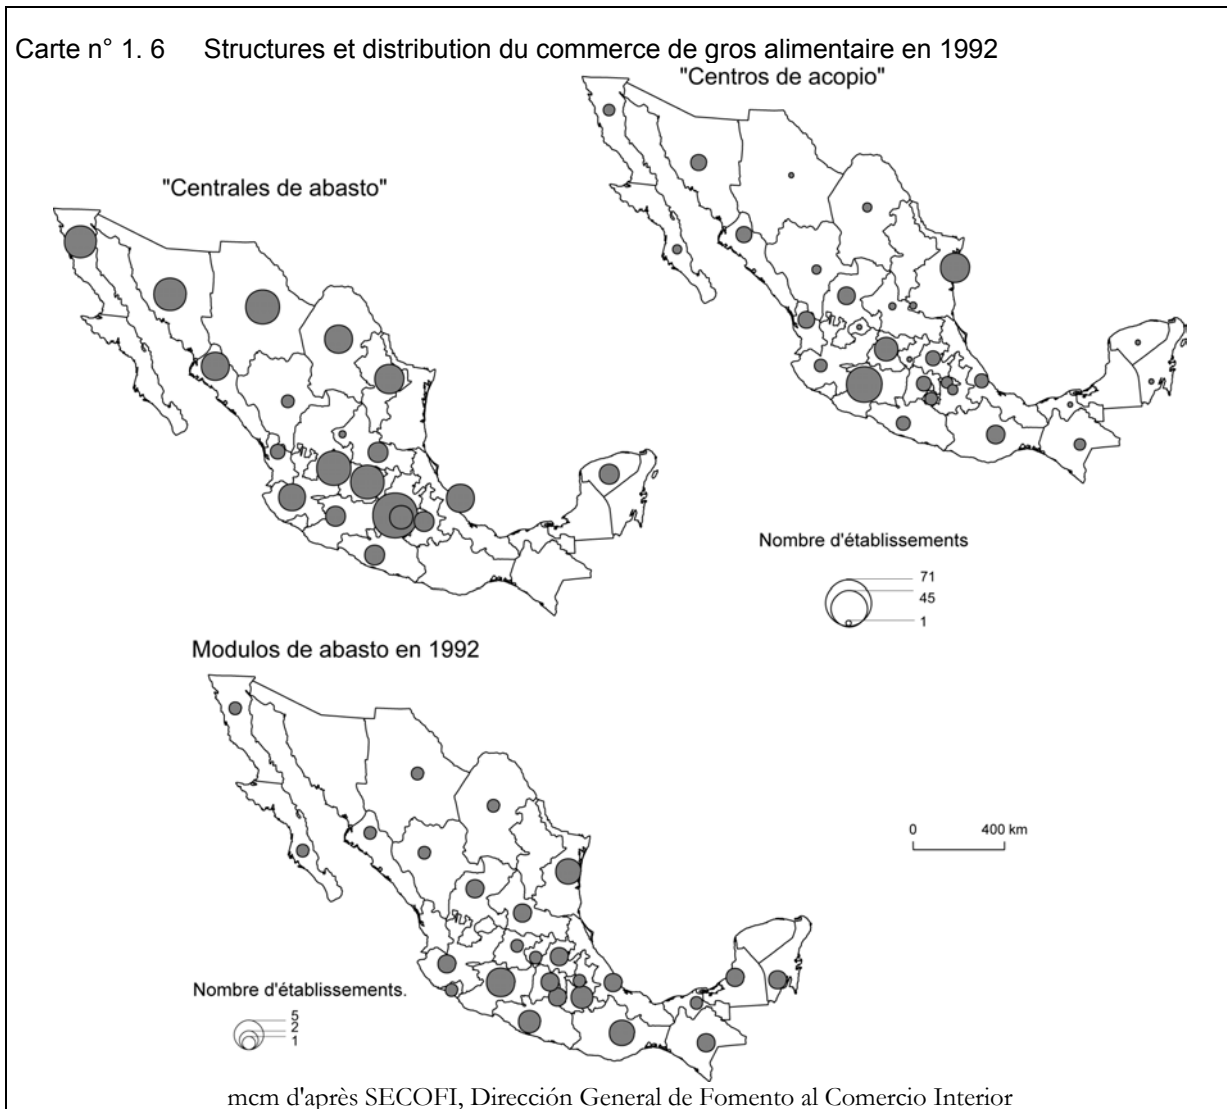 Carte n° 1. 6 Structures et distribution du commerce de gros alimentaire en 1992
"Centros de acopio"
"Centrales de abasto"
Nombre d'établissements
71
45
1
Modulos de abasto en 1992
0 400 km
Nombre d'établissements.
5
2
1
mcm d'après SECOFI, Dirección General de Fomento al Comercio Interior